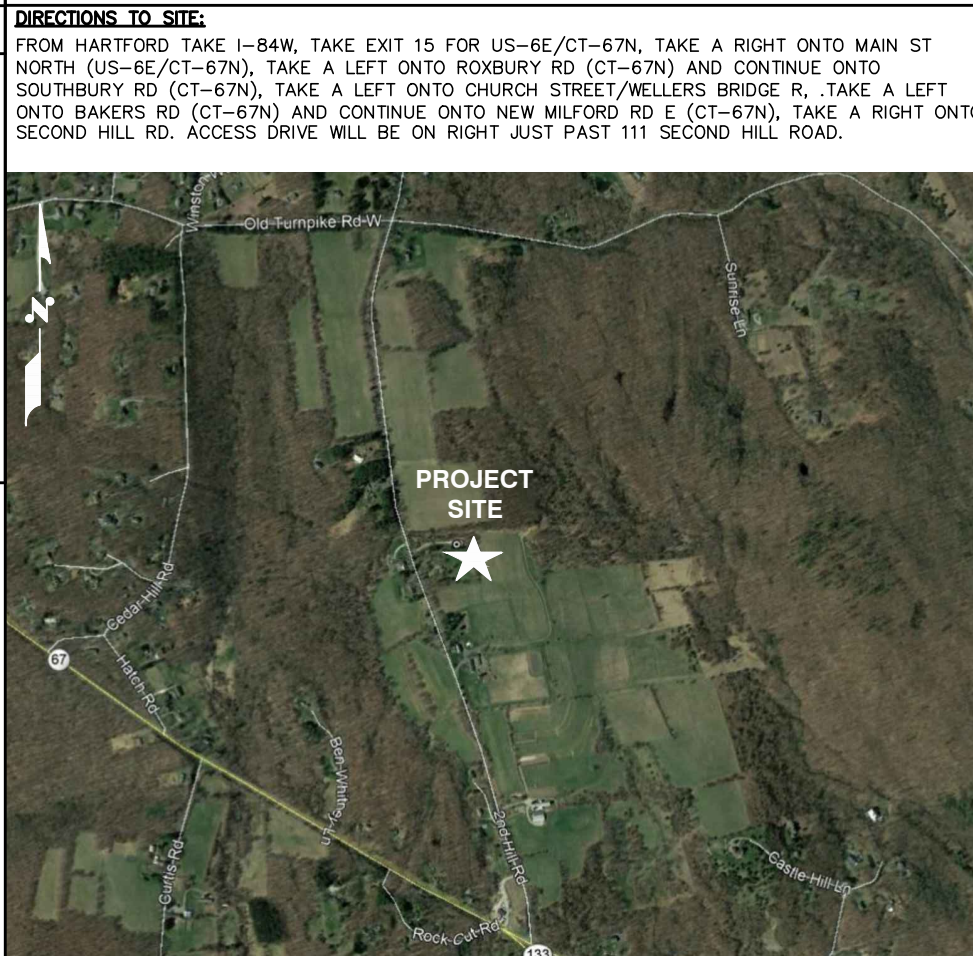 DIRECTIONS TO SITE:
FROM HARTFORD TAKE I-84W, TAKE EXIT 15 FOR US-6E/CT-67N, TAKE A RIGHT ONTO MAIN ST
NORTH (US-6E/CT-67N), TAKE A LEFT ONTO ROXBURY RD (CT-67N) AND CONTINUE ONTO
SOUTHBURY RD (CT-67N), TAKE A LEFT ONTO CHURCH STREET/WELLERS BRIDGE R, .TAKE A LEFT
ONTO BAKERS RD (CT-67N) AND CONTINUE ONTO NEW MILFORD RD E (CT-67N), TAKE A RIGHT ONTO
SECOND HILL RD. ACCESS DRIVE WILL BE ON RIGHT JUST PAST 111 SECOND HILL ROAD.
Winston
Old Turnpike Rd W
Sunrise Ln
N
PROJECT
SITE
Cedar Hill Rd
67
Hatch Rd
Ben Whitney Ln
2nd Hill Rd
Curtis Rd
Castle Hill Ln
Rock Cut Rd
133